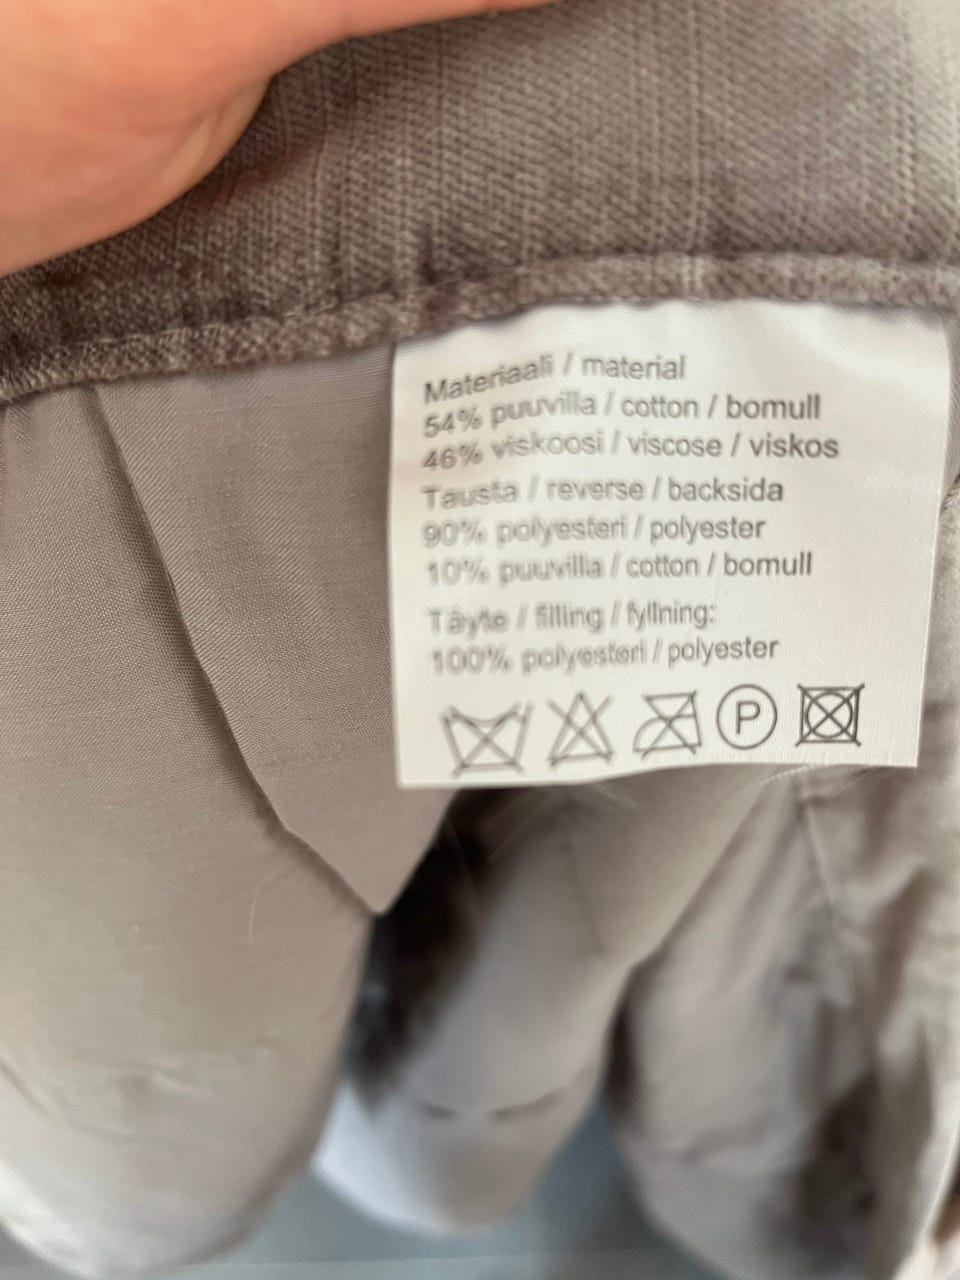 Materiaali / material
54% puuvilla / cotton / bomull
46% viskoosi / viscose / viskos
Tausta / reverse / backsida
90% polyesteri / polyester
10% puuvilla / cotton / bomull
Täyte / filling / fyllning:
100% polyesteri / polyester
P